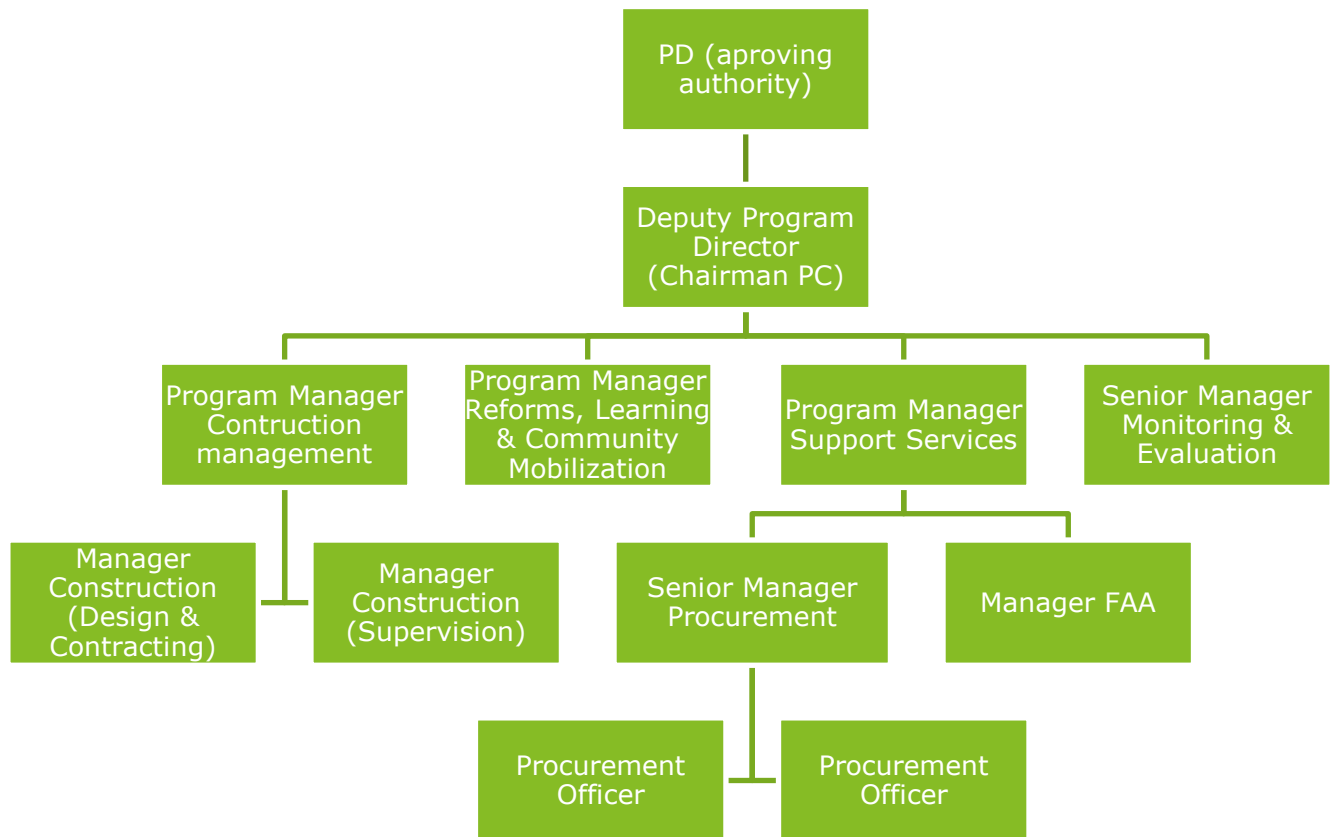 PD (aproving
authority)
Deputy Program
Director
(Chairman PC)
Program Manager
Contruction
management
Program Manager
Reforms, Learning
& Community
Mobilization
Program Manager
Support Services
Senior Manager
Monitoring &
Evaluation
Manager
Construction
(Design &
Contracting)
Manager
Construction
(Supervision)
Senior Manager
Procurement
Manager FAA
Procurement
Officer
Procurement
Officer